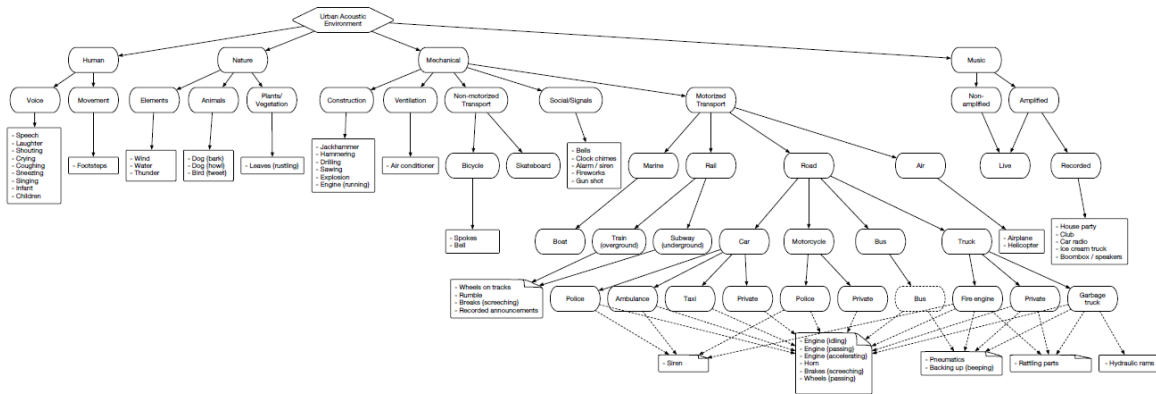 Urban Acoustic
Environment
Human
Nature
Mechanical
Music
Voice
Movement
Elements
Animals
Plants/
Vegetation
Construction
Ventilation
Non-motorized
Transport
Social/Signals
Motorized
Transport
Non-
amplified
Amplified
- Speech
- Laughter
- Shouting
- Crying
- Coughing
- Sneezing
- Singing
- Infant
- Children
- Footsteps
- Wind
- Water
- Thunder
- Dog (bark)
- Dog (howl)
- Bird (tweet)
- Leaves (rustling)
- Jackhammer
- Hammering
- Drilling
- Sawing
- Explosion
- Engine (running)
- Air conditioner
Bicycle
Skateboard
- Bells
- Clock chimes
- Alarm / siren
- Fireworks
- Gun shot
Marine
Rail
Road
Air
Live
Recorded
- Spokes
- Bell
Boat
Train
(overground)
Subway
(underground)
Car
Motorcycle
Bus
Truck
- Airplane
- Helicopter
- House party
- Club
- Car radio
- Ice cream truck
- Boombox / speakers
- Wheels on tracks
- Rumble
- Breaks (screeching)
- Recorded announcements
Police
Ambulance
Taxi
Private
Police
Private
Bus
Fire engine
Private
Garbage
truck
- Siren
- Engine (idling)
- Engine (passing)
- Engine (accelerating)
- Horn
- Brakes (screeching)
- Wheels (passing)
- Pneumatics
- Backing up (beeping)
- Rattling parts
- Hydraulic rams